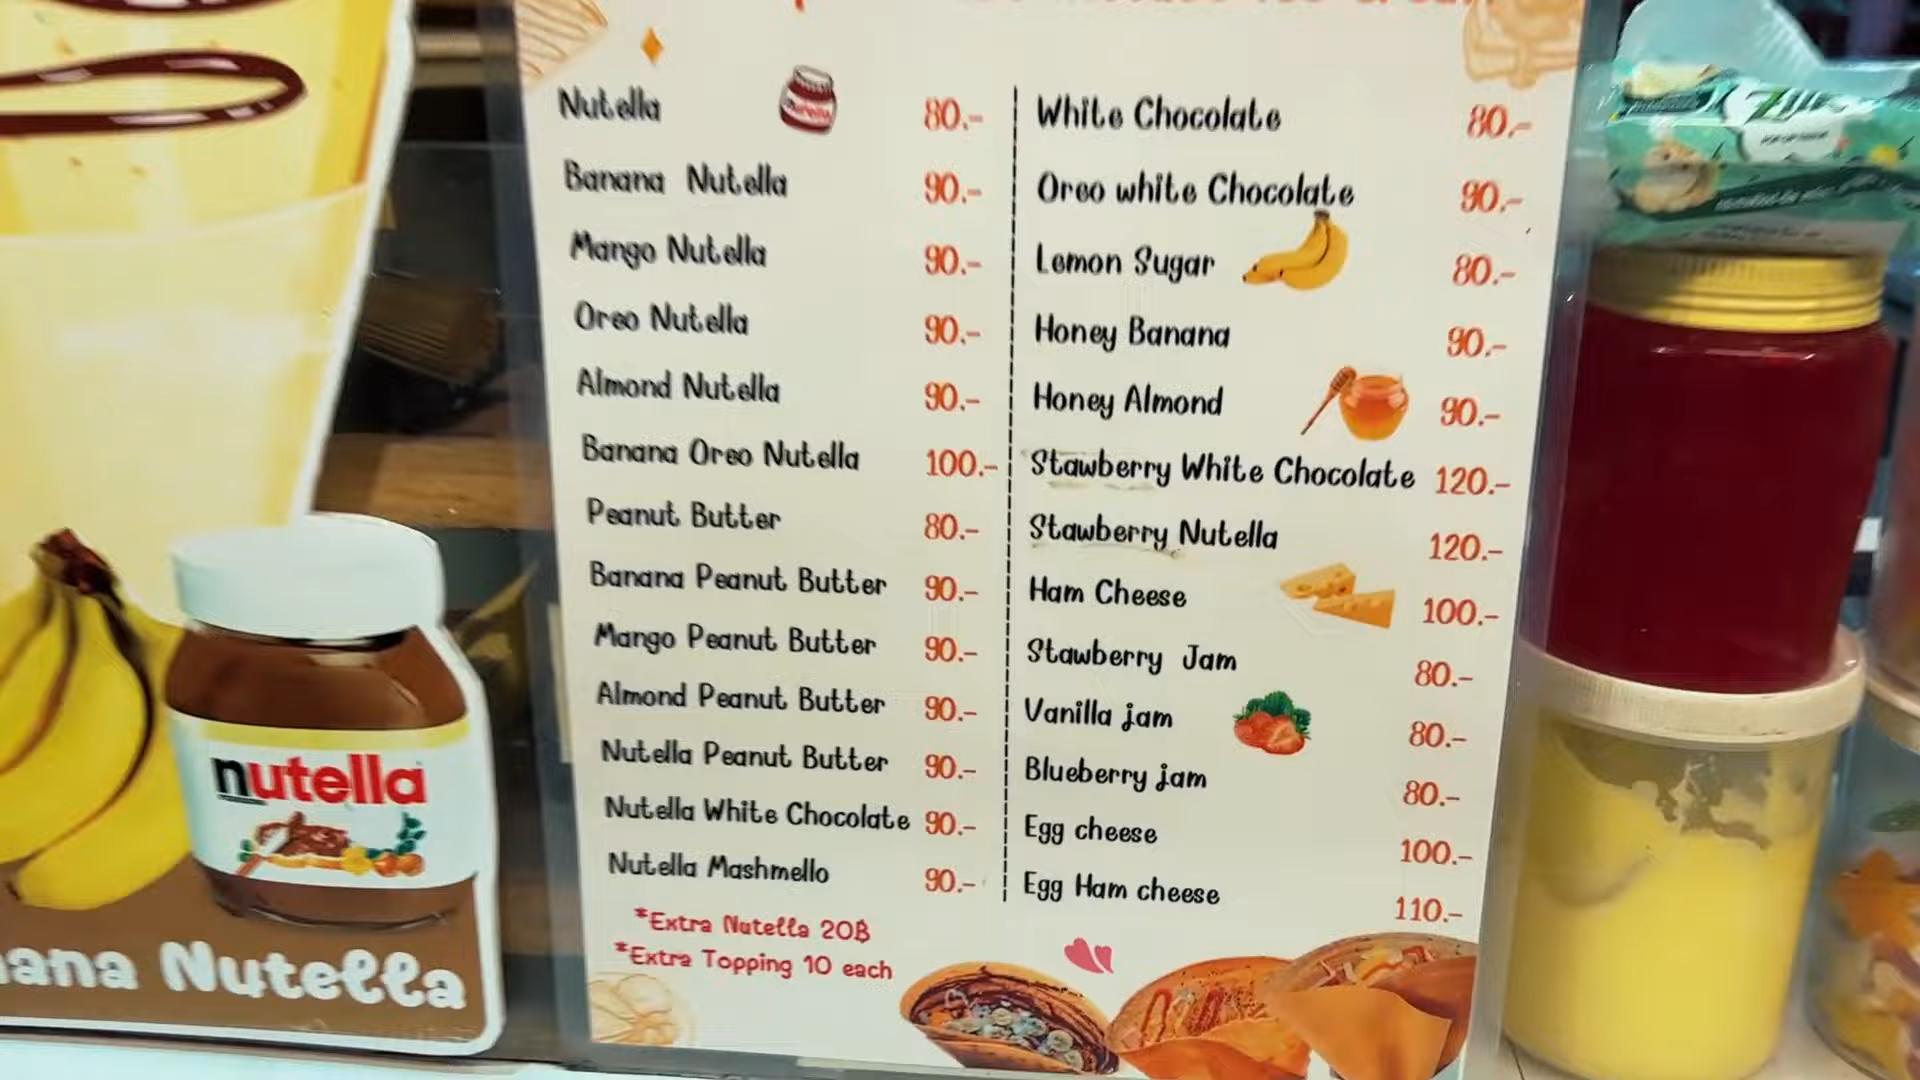 Nutella 80.-
Banana Nutella 90.-
Mango Nutella 90.-
Oreo Nutella 90.-
Almond Nutella 90.-
Banana Oreo Nutella 100.-
Peanut Butter 80.-
Banana Peanut Butter 90.-
Mango Peanut Butter 90.-
Almond Peanut Butter 90.-
Nutella Peanut Butter 90.-
Nutella White Chocolate 90.-
Nutella Mashmello 90.-
*Extra Nutella 20฿
*Extra Topping 10 each
White Chocolate 80.-
Oreo white Chocolate 90.-
Lemon Sugar 80.-
Honey Banana 90.-
Honey Almond 90.-
Stawberry White Chocolate 120.-
Stawberry Nutella 120.-
Ham Cheese 100.-
Stawberry Jam 80.-
Vanilla jam 80.-
Blueberry jam 80.-
Egg cheese 100.-
Egg Ham cheese 110.-
nutella
Nutella